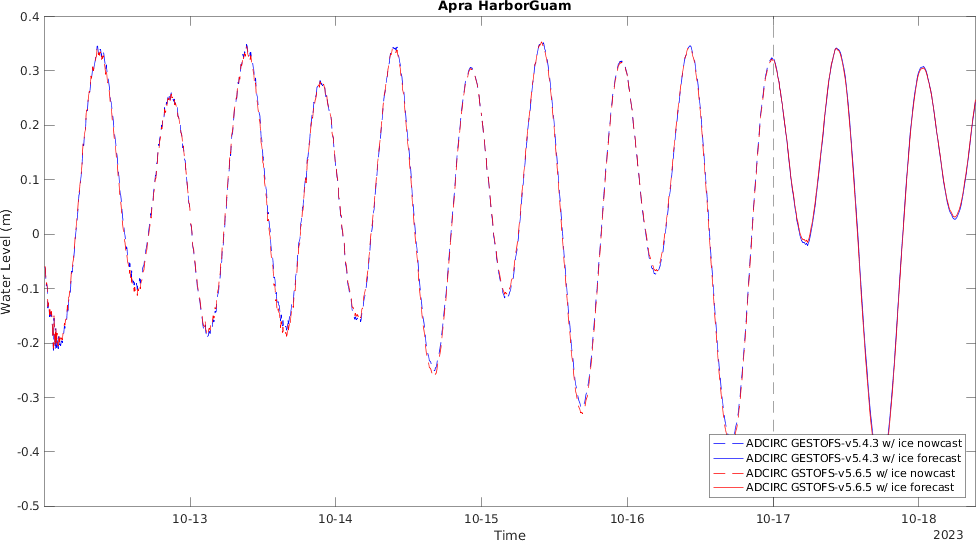 Apra HarborGuam
0.4
0.3
0.2
0.1
0
-0.1
-0.2
-0.3
-0.4
-0.5
Water Level (m)
ADCIRC GESTOFS-v5.4.3 w/ ice nowcast
ADCIRC GESTOFS-v5.4.3 w/ ice forecast
ADCIRC GSTOFS-v5.6.5 w/ ice nowcast
ADCIRC GSTOFS-v5.6.5 w/ ice forecast
10-13 10-14 10-15 10-16 10-17 10-18
Time
2023